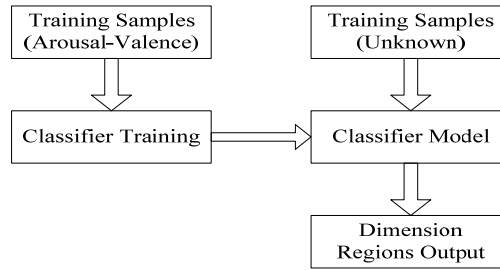 Training Samples
(Arousal-Valence)
Training Samples
(Unknown)
Classifier Training
Classifier Model
Dimension
Regions Output